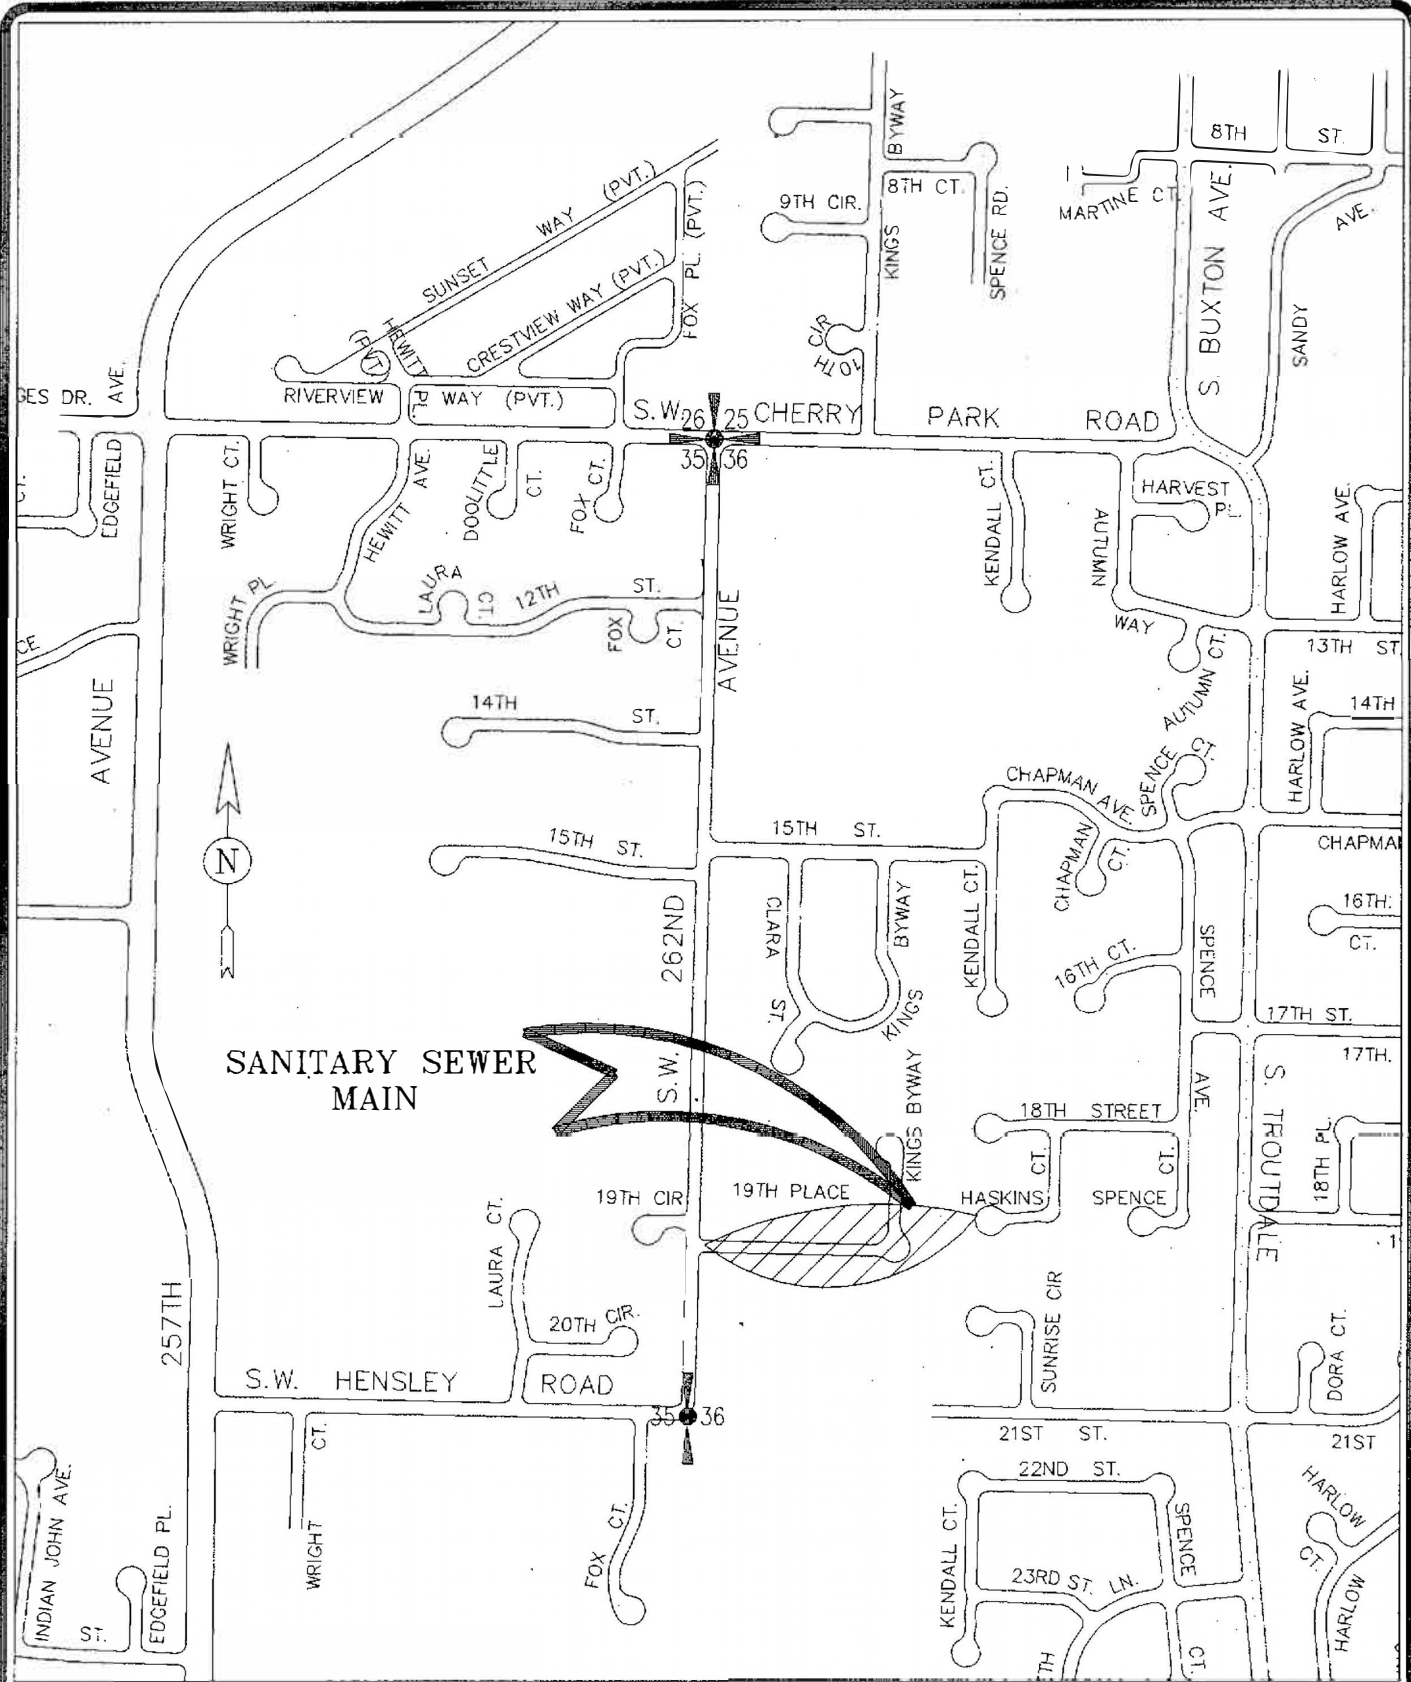 8TH ST.
BYWAY
8TH CT.
SPENCE RD.
MARTINE CT.
S BUXTON AVE.
AVE.
SANDY
9TH CIR.
KINGS
10TH CIR
SUNSET WAY (PVT.)
CRESTVIEW WAY (PVT.)
FOX PL. (PVT.)
HEWITT PL.
(PVT.)
RIVERVIEW WAY (PVT.)
GES DR.
AVE.
S.W. CHERRY PARK ROAD
26 25
35 36
EDGEFIELD
CT.
WRIGHT CT.
HEWITT AVE.
DOOLITTLE CT.
FOX CT.
KENDALL CT.
AUTUMN WAY
HARVEST PL.
HARLOW AVE.
WRIGHT PL
LAURA CT.
12TH ST.
FOX CT.
AVENUE
AUTUMN CT.
13TH ST.
CE
AVENUE
14TH ST.
14TH
HARLOW AVE.
SPENCE CT.
CHAPMAN AVE.
CHAPMAN CT.
CHAPMA
15TH ST.
15TH ST.
N
CLARA ST.
BYWAY
KINGS
KENDALL CT.
16TH CT.
16TH.
CT.
SPENCE AVE.
262ND
S.W.
17TH ST.
17TH.
SANITARY SEWER
MAIN
KINGS BYWAY
18TH STREET
S. TROUTDALE
18TH PL.
19TH CIR
19TH PLACE
HASKINS CT.
SPENCE CT.
LAURA CT.
257TH
20TH CIR.
SUNRISE CIR
DORA CT.
S.W. HENSLEY ROAD
35 36
21ST ST.
21ST
WRIGHT CT.
FOX CT.
22ND ST.
KENDALL CT.
SPENCE
23RD ST. LN.
HARLOW CT.
HARLOW
INDIAN JOHN AVE.
ST.
EDGEFIELD PL.
TH
CT.